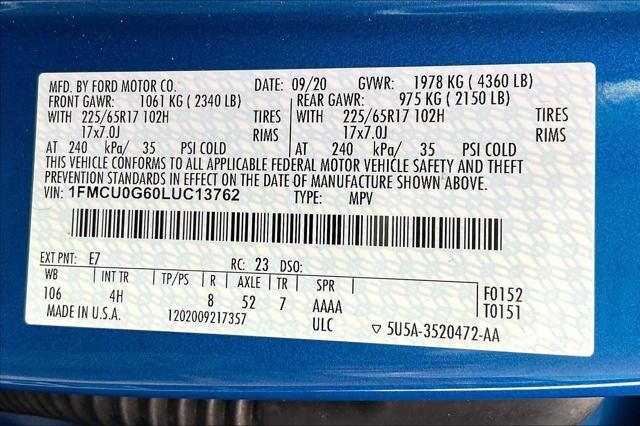 MFD. BY FORD MOTOR CO. DATE: 09/20 GVWR: 1978 KG ( 4360 LB)
FRONT GAWR: 1061 KG ( 2340 LB) REAR GAWR: 975 KG ( 2150 LB)
WITH 225/65R17 102H TIRES WITH 225/65R17 102H TIRES
17x7.0J RIMS 17x7.0J RIMS
AT 240 kPa/ 35 PSI COLD AT 240 kPa/ 35 PSI COLD
THIS VEHICLE CONFORMS TO ALL APPLICABLE FEDERAL MOTOR VEHICLE SAFETY AND THEFT
PREVENTION STANDARDS IN EFFECT ON THE DATE OF MANUFACTURE SHOWN ABOVE.
VIN: 1FMCU0G60LUC13762 TYPE: MPV
EXT PNT: E7 RC: 23 DSO:
WB INT TR TP/PS R AXLE TR SPR
106 4H 8 52 7 AAAA F0152
MADE IN U.S.A. 1202009217357 ULC T0151
▽ 5U5A-3520472-AA